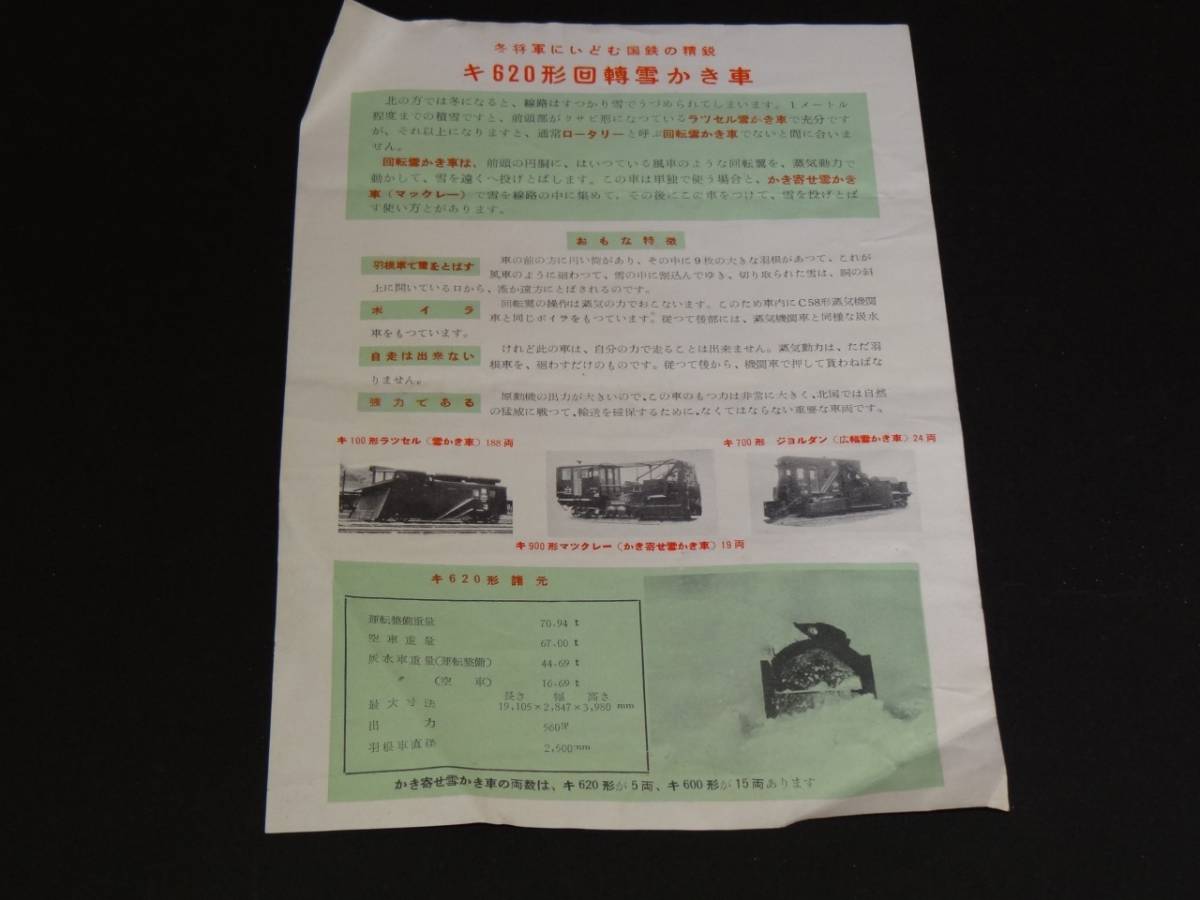 冬将軍にいどむ国鉄の精鋭
キ620形回轉雪かき車
北の方では冬になると、線路はすつかり雪でうづめられてしまいます。1メートル
程度までの積雪ですと、前頭部がクサビ形になつているラツセル雪かき車で充分です
が、それ以上になりますと、通常ロータリーと呼ぶ回転雪かき車でないと間に合いま
せん。
回転雪かき車は、前頭の円胴に、はいつている風車のような回転翼を、蒸気動力で
動かして、雪を遠くへ投げとばします。この車は単独で使う場合と、かき寄せ雪かき
車(マックレー)で雪を線路の中に集めて、その後にこの車をつけて、雪を投げとば
す使い方とがあります。
おもな特徴
羽根車で雪をとばす
車の前の方に円い筒があり、その中に9枚の大きな羽根があつて、これが
風車のように廻わつて、雪の中に割込んでゆき、切り取られた雪は、胴の斜
上に開いている口から、遙か遠方にとばされるのです。
ボイラ
回転翼の操作は蒸気の力でおこないます。このため車内にC58形蒸気機関
車と同じボイラをもつています。従つて後部には、蒸気機関車と同様な炭水
車をもつています。
自走は出来ない
けれど此の車は、自分の力で走ることは出来ません。蒸気動力は、ただ羽
根車を、廻わすだけのものです。従つて後から、機関車で押して貰わねばな
りません。
強力である
原動機の出力が大きいので、この車のもつ力は非常に大きく、北国では自然
の猛威に戦つて、輸送を確保するために、なくてはならない重要な車両です。
キ100形ラツセル(雪かき車)188両
キ700形 ジョルダン(広幅雪かき車)24両
キ900形マツクレー(かき寄せ雪かき車)19両
キ620形諸元
運転整備重量 70.94 t
空車重量 67.00 t
炭水車重量(運転整備) 44.69 t
〃 (空車) 16.69 t
長さ 幅 高さ
最大寸法 19,105×2,847×3,980 mm
出力 560HP
羽根車直径 2,500mm
かき寄せ雪かき車の両数は、キ620形が5両、キ600形が15両あります